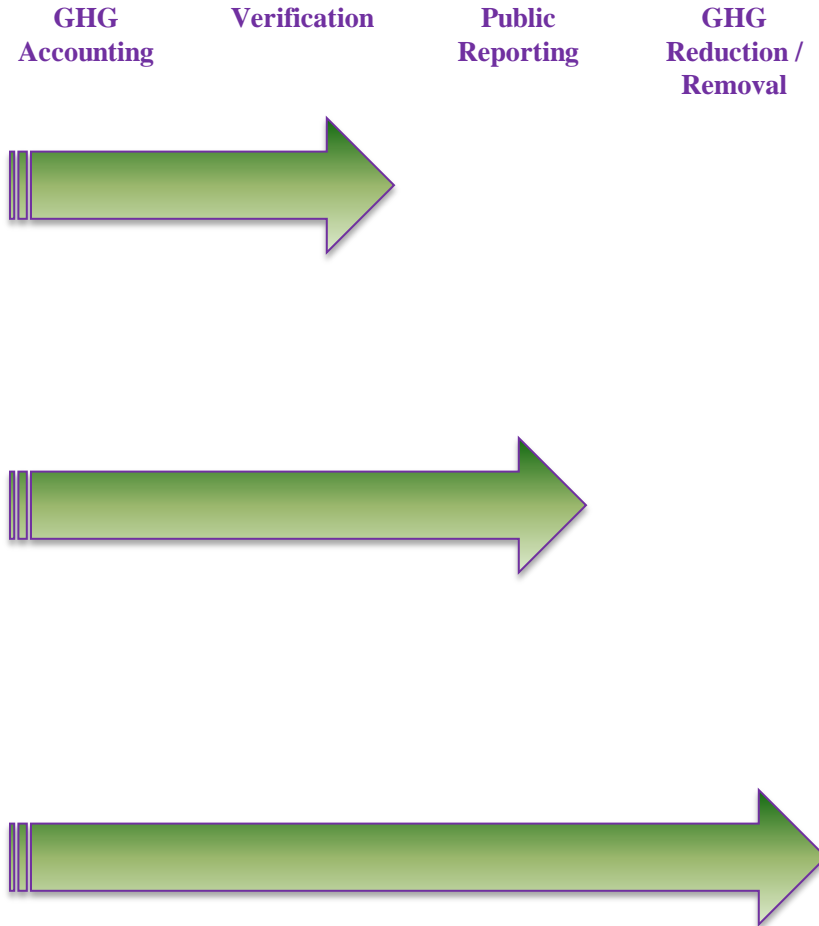 GHG
Accounting
Verification
Public
Reporting
GHG
Reduction /
Removal